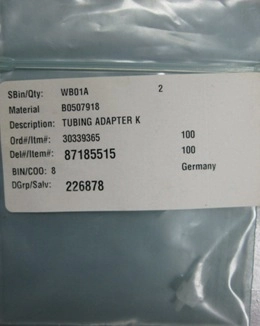 SBin/Qty: WB01A 2
Material B0507918
Description: TUBING ADAPTER K
Ord#/Itm#: 30339365 100
Del#/Item#: 87185515 100
BIN/COO: 8 Germany
DGrp/Salv: 226878